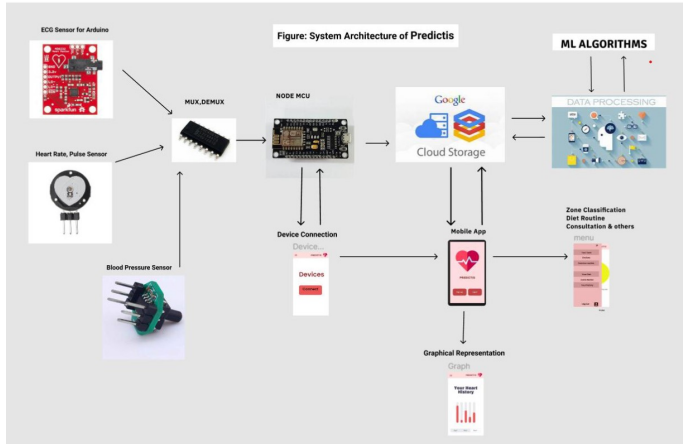 Figure: System Architecture of Predictis
ECG Sensor for Arduino
ML ALGORITHMS
MUX,DEMUX
NODE MCU
Google
Cloud Storage
DATA PROCESSING
sparkfun
Heart Rate, Pulse Sensor
Blood Pressure Sensor
Device Connection
Device...
Devices
Mobile App
PREDICTIS
Zone Classification
Diet Routine
Consultation & others
menu
Graphical Representation
Graph
Your Heart
History